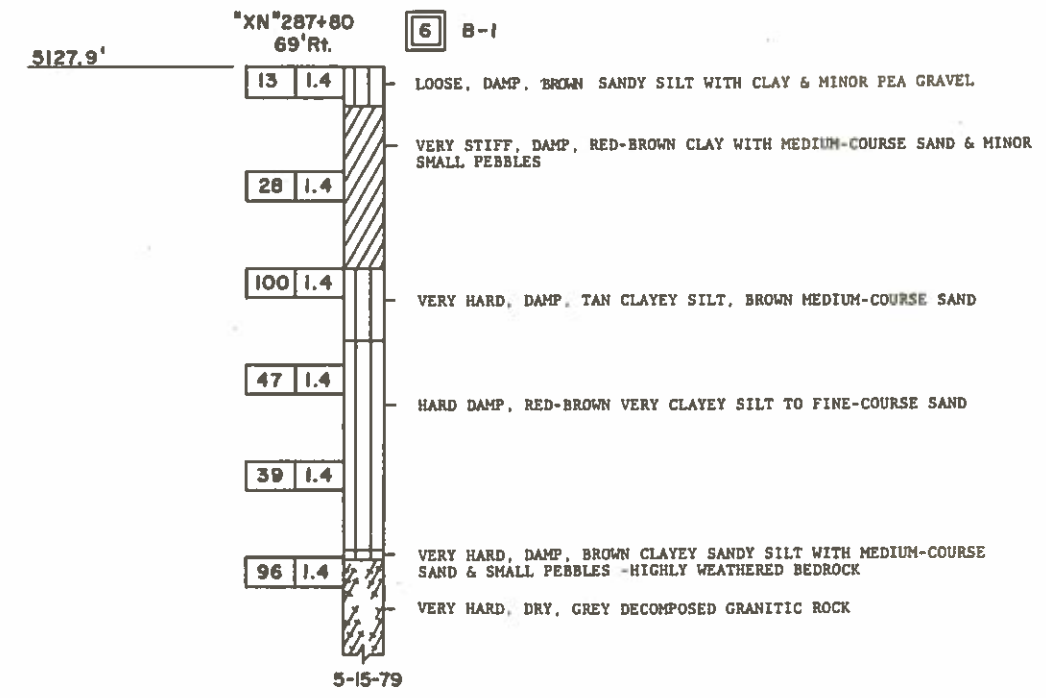 "XN"287+80
69'Rt.
6 B-1
5127.9'
13 1.4
LOOSE, DAMP, BROWN SANDY SILT WITH CLAY & MINOR PEA GRAVEL
VERY STIFF, DAMP, RED-BROWN CLAY WITH MEDIUM-COURSE SAND & MINOR
SMALL PEBBLES
28 1.4
100 1.4
VERY HARD, DAMP, TAN CLAYEY SILT, BROWN MEDIUM-COURSE SAND
47 1.4
HARD DAMP, RED-BROWN VERY CLAYEY SILT TO FINE-COURSE SAND
39 1.4
VERY HARD, DAMP, BROWN CLAYEY SANDY SILT WITH MEDIUM-COURSE
SAND & SMALL PEBBLES -HIGHLY WEATHERED BEDROCK
96 1.4
VERY HARD, DRY, GREY DECOMPOSED GRANITIC ROCK
5-15-79